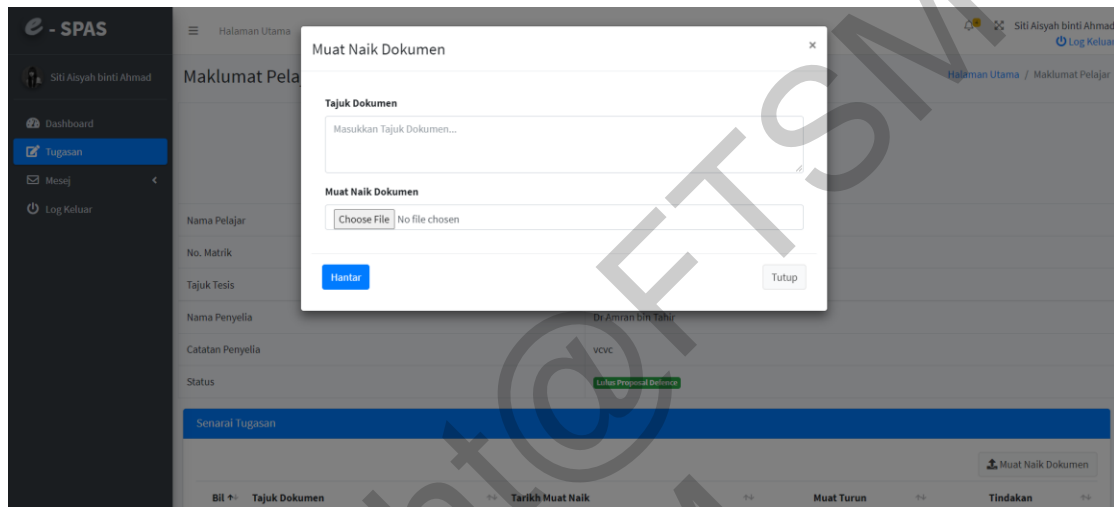 e - SPAS
Halaman Utama
Siti Aisyah binti Ahmad
Log Keluar
Siti Aisyah binti Ahmad
Maklumat Pela
Halaman Utama / Maklumat Pelajar
Dashboard
Tugasan
Mesej
Log Keluar
Muat Naik Dokumen ×
Tajuk Dokumen
Masukkan Tajuk Dokumen...
Muat Naik Dokumen
Choose File No file chosen
Hantar Tutup
Nama Pelajar
No. Matrik
Tajuk Tesis
Nama Penyelia Dr Amran bin Tahir
Catatan Penyelia vcvc
Status Lulus Proposal Defence
Senarai Tugasan
Muat Naik Dokumen
Bil Tajuk Dokumen Tarikh Muat Naik Muat Turun Tindakan
ht@FTSM